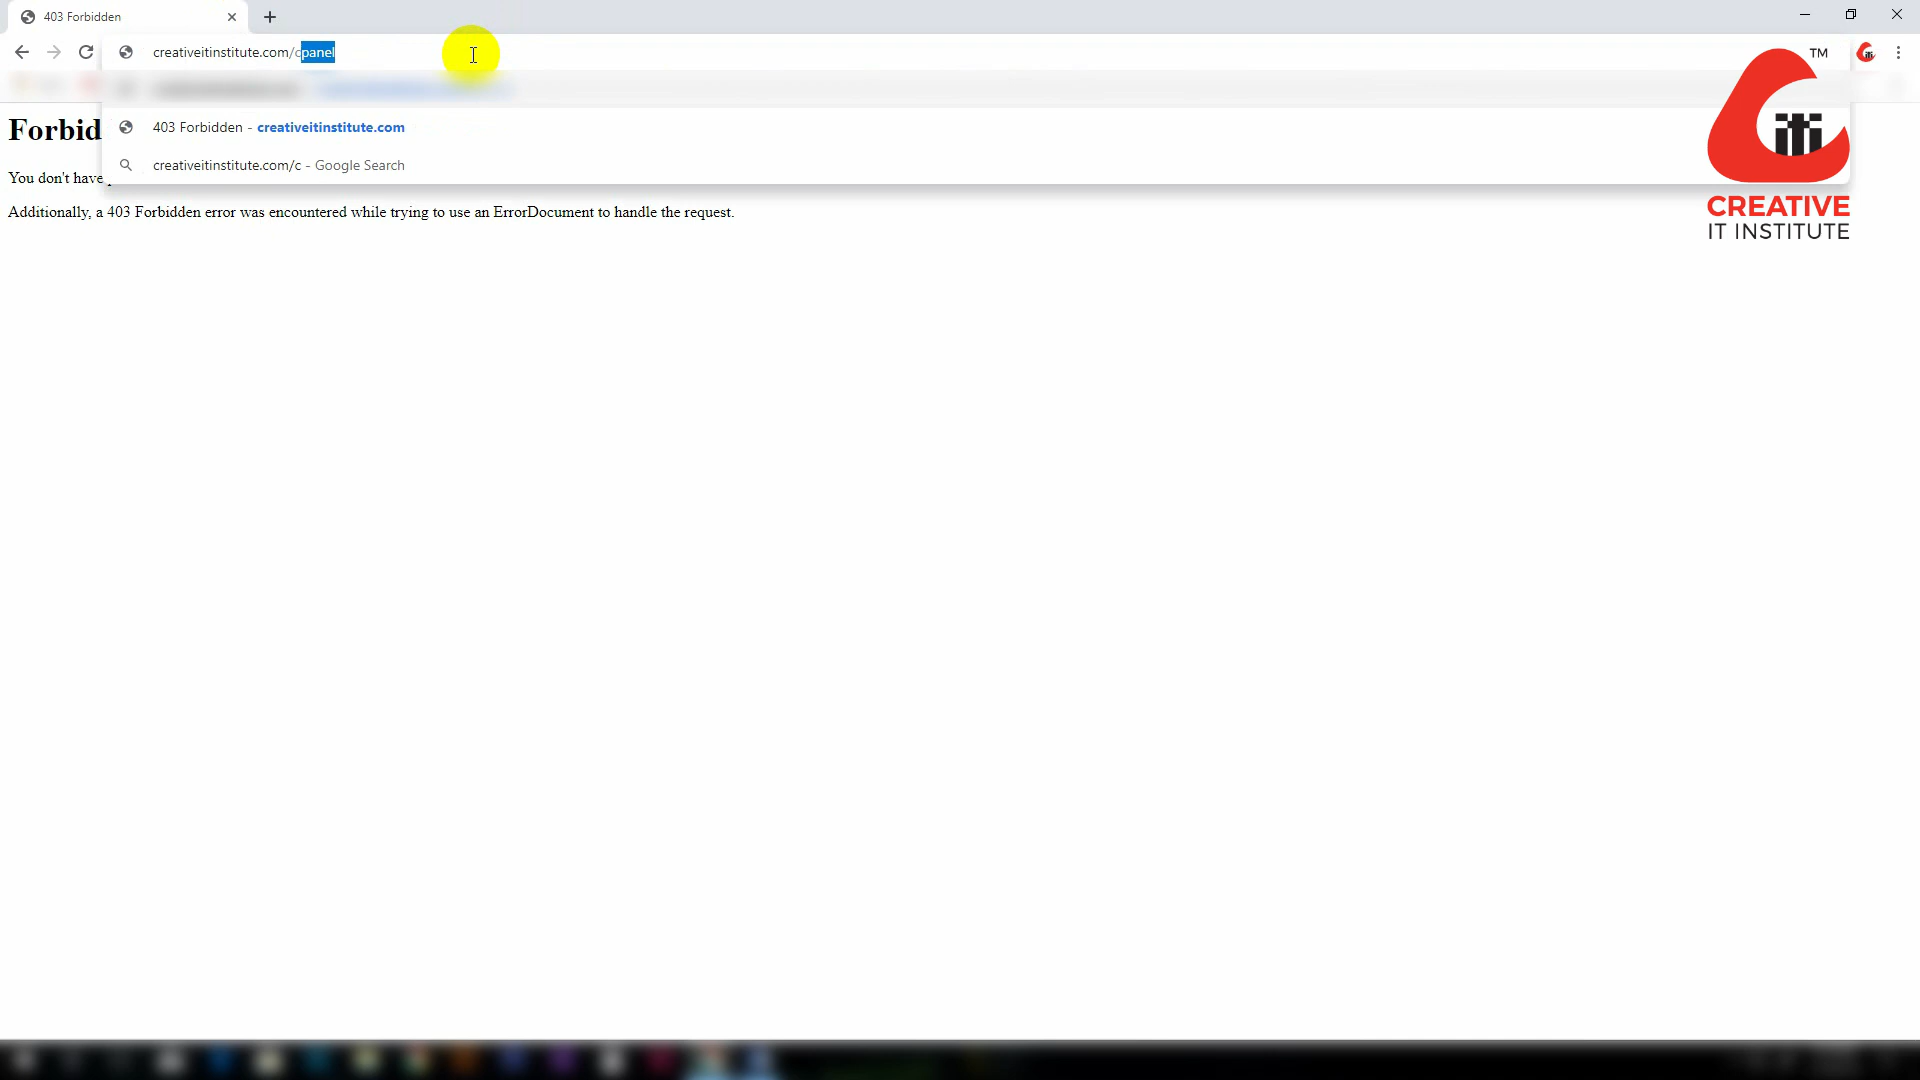 403 Forbidden
creativeitinstitute.com/cpanel
TM
403 Forbidden - creativeitinstitute.com
Forbid
creativeitinstitute.com/c - Google Search
You don't have
Additionally, a 403 Forbidden error was encountered while trying to use an ErrorDocument to handle the request.
iti
CREATIVE
IT INSTITUTE